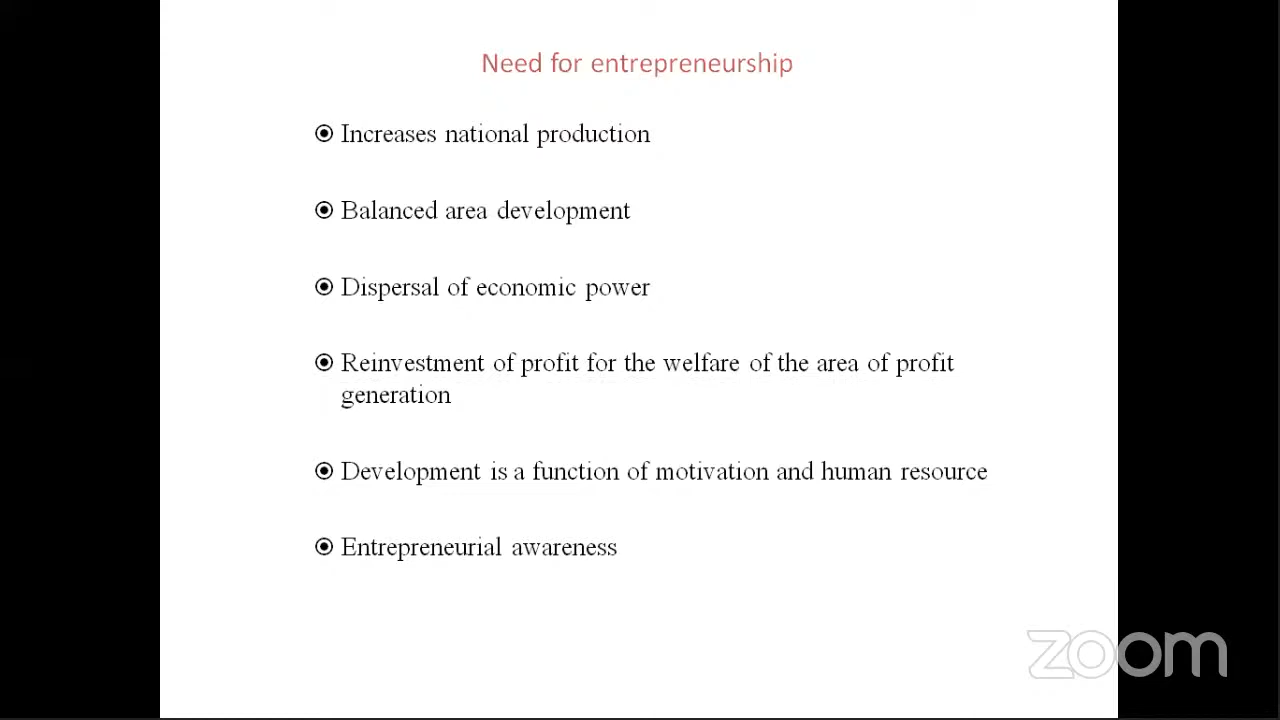 Need for entrepreneurship
Increases national production
Balanced area development
Dispersal of economic power
Reinvestment of profit for the welfare of the area of profit
generation
Development is a function of motivation and human resource
Entrepreneurial awareness
zoom